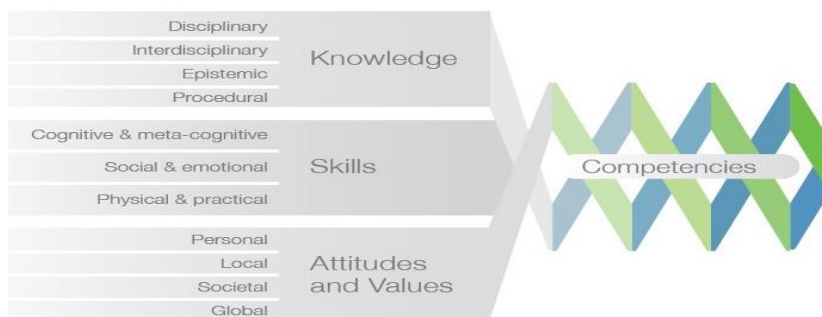 Disciplinary
Interdisciplinary
Epistemic
Procedural
Knowledge
Cognitive & meta-cognitive
Social & emotional
Physical & practical
Skills
Personal
Local
Societal
Global
Attitudes
and Values
Competencies